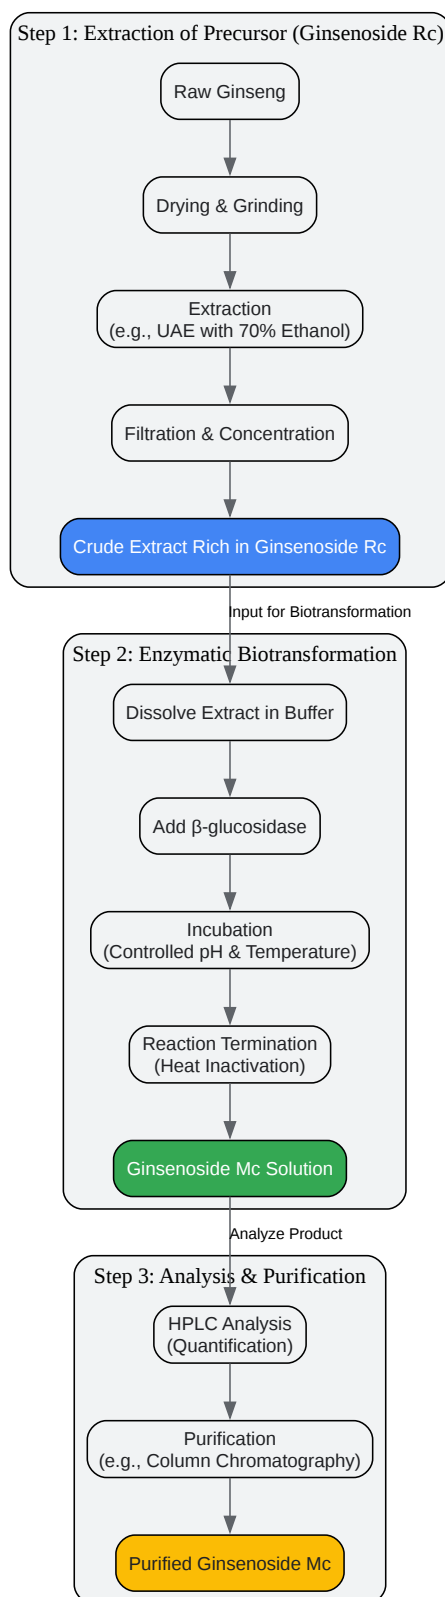 Step 1: Extraction of Precursor (Ginsenoside Rc)
Raw Ginseng
Drying & Grinding
Extraction
(e.g., UAE with 70% Ethanol)
Filtration & Concentration
Crude Extract Rich in Ginsenoside Rc
Input for Biotransformation
Step 2: Enzymatic Biotransformation
Dissolve Extract in Buffer
Add β-glucosidase
Incubation
(Controlled pH & Temperature)
Reaction Termination
(Heat Inactivation)
Ginsenoside Mc Solution
Analyze Product
Step 3: Analysis & Purification
HPLC Analysis
(Quantification)
Purification
(e.g., Column Chromatography)
Purified Ginsenoside Mc